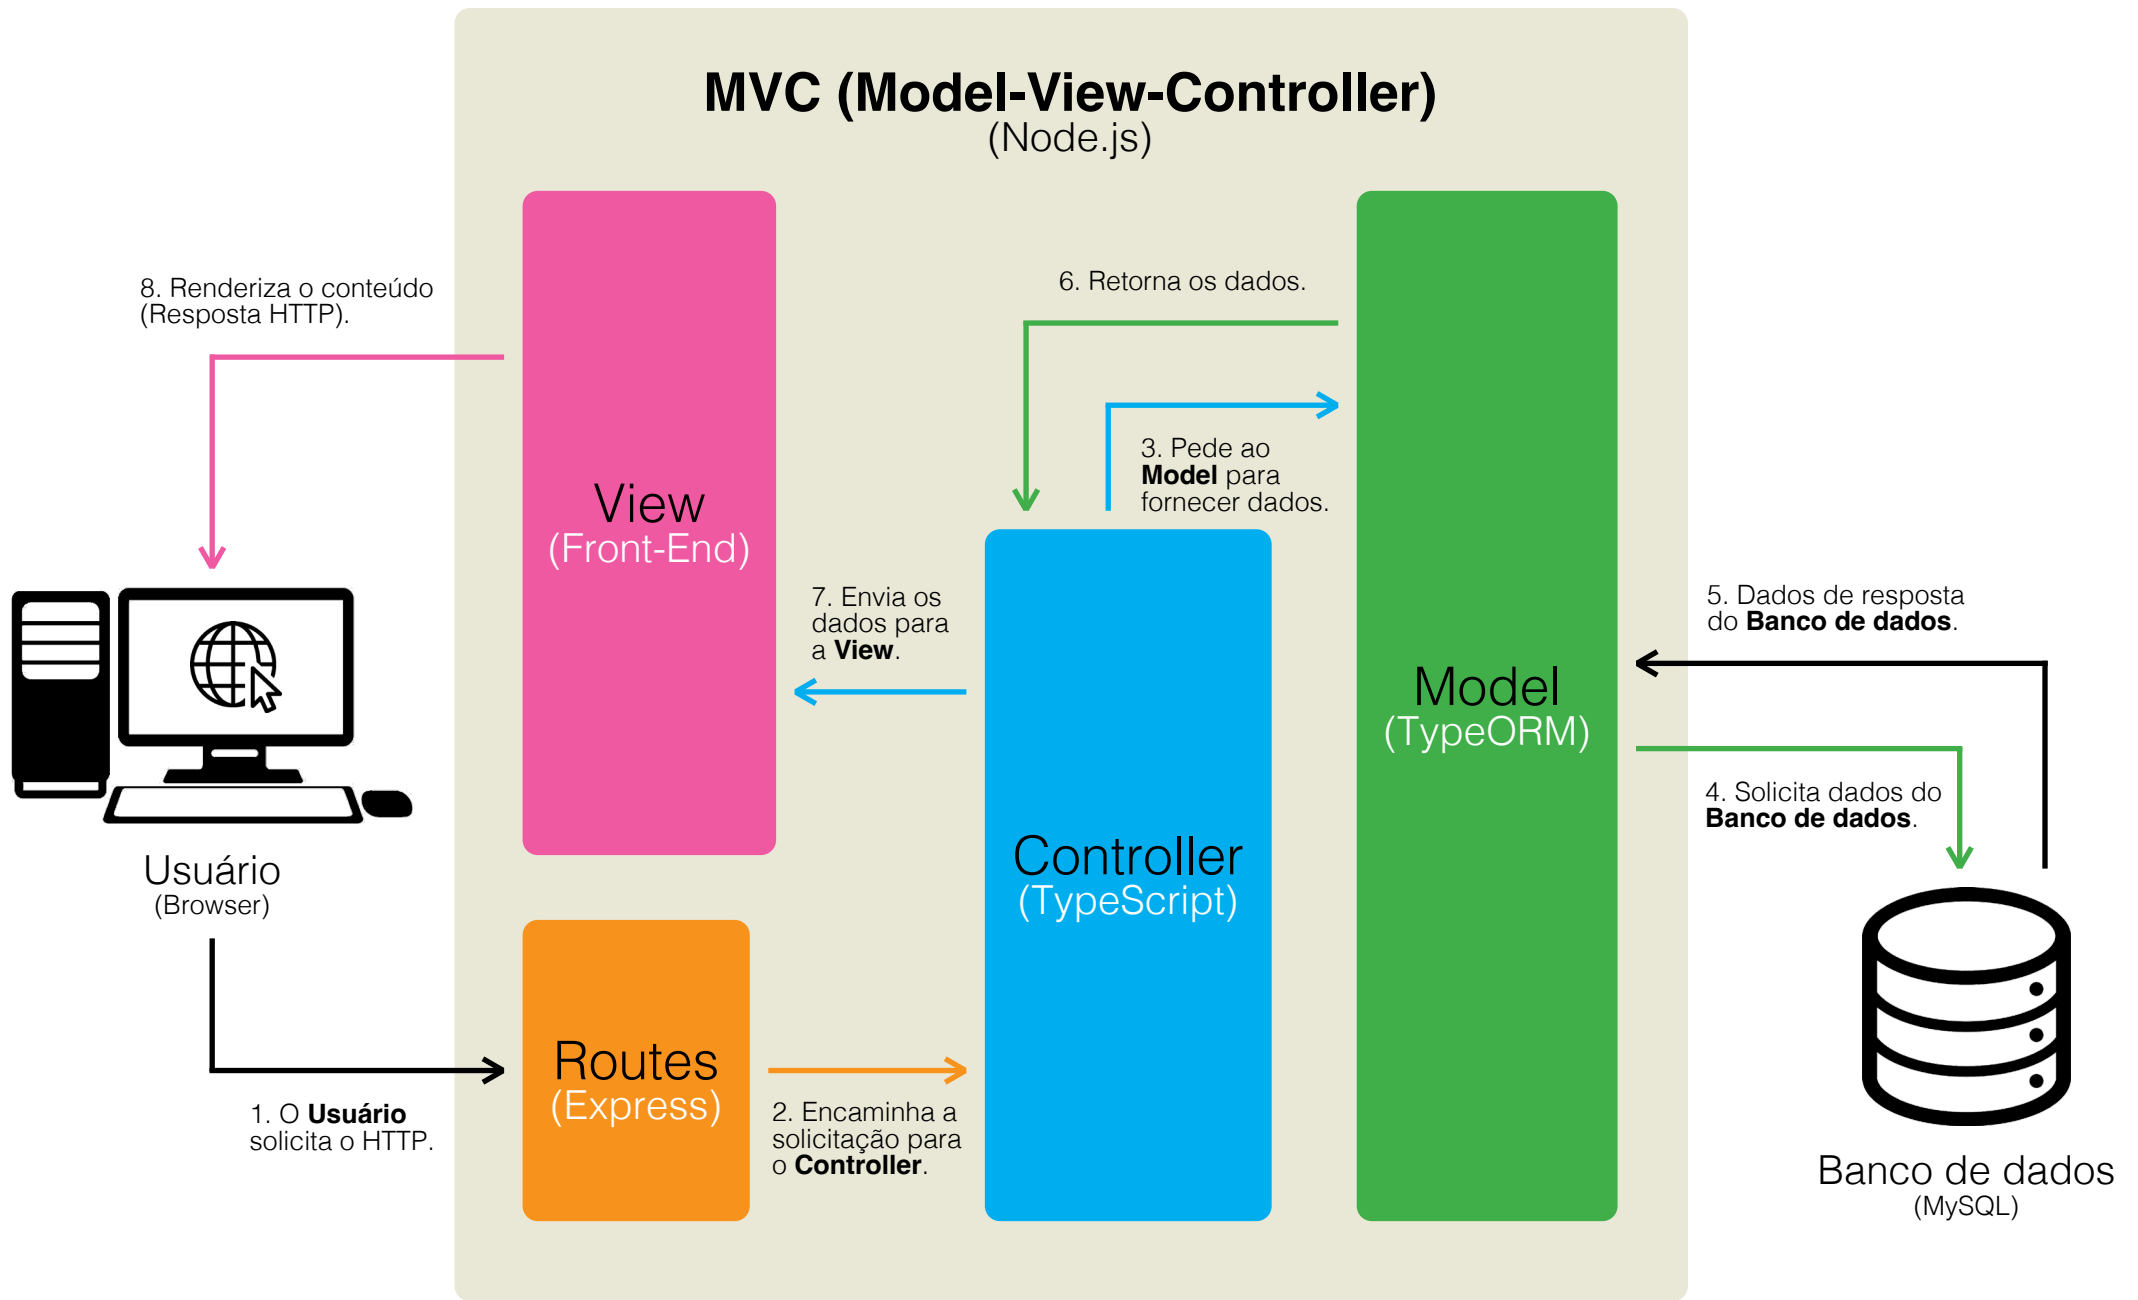 MVC (Model-View-Controller)
(Node.js)
8. Renderiza o conteúdo
(Resposta HTTP).
6. Retorna os dados.
3. Pede ao
Model para
fornecer dados.
View
(Front-End)
7. Envia os
dados para
a View.
5. Dados de resposta
do Banco de dados.
Model
(TypeORM)
4. Solicita dados do
Banco de dados.
Usuário
(Browser)
Controller
(TypeScript)
Routes
(Express)
1. O Usuário
solicita o HTTP.
2. Encaminha a
solicitação para
o Controller.
Banco de dados
(MySQL)